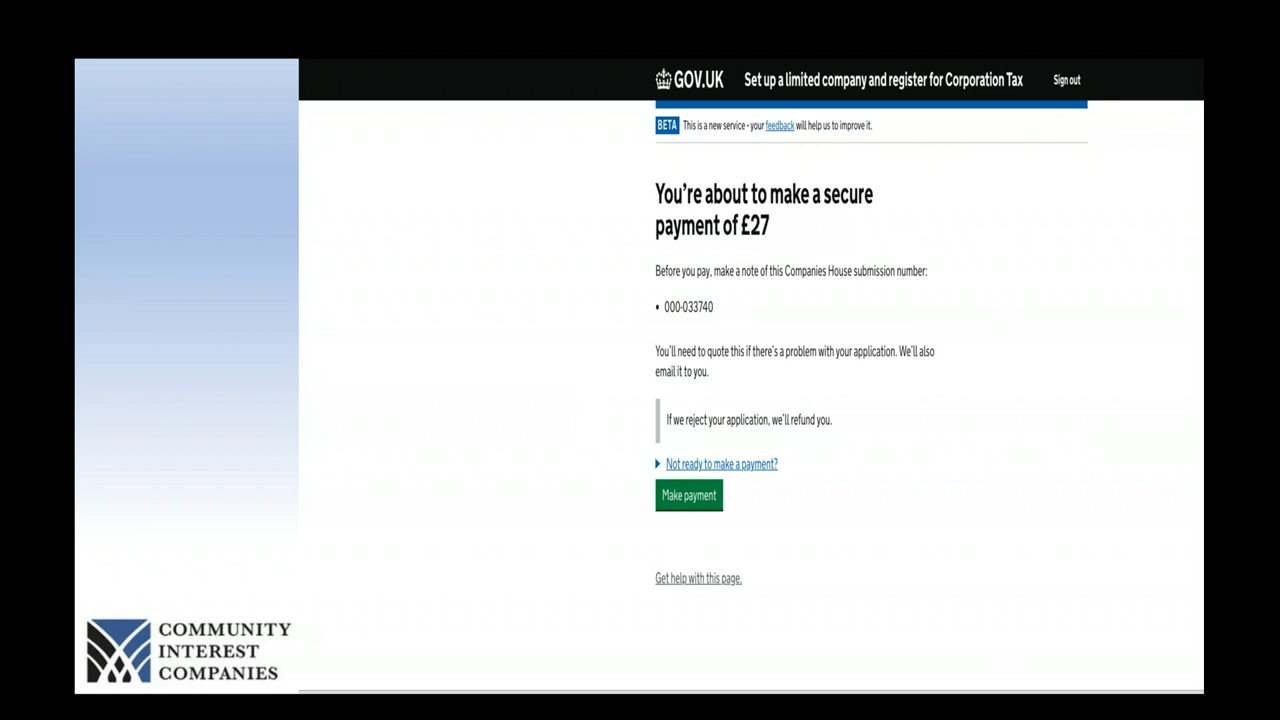 GOV.UK Set up a limited company and register for Corporation Tax Sign out
BETA This is a new service - your feedback will help us to improve it.
You're about to make a secure
payment of £27
Before you pay, make a note of this Companies House submission number:
• 000-033740
You'll need to quote this if there's a problem with your application. We'll also
email it to you.
If we reject your application, we'll refund you.
Not ready to make a payment?
Make payment
Get help with this page.
COMMUNITY
INTEREST
COMPANIES